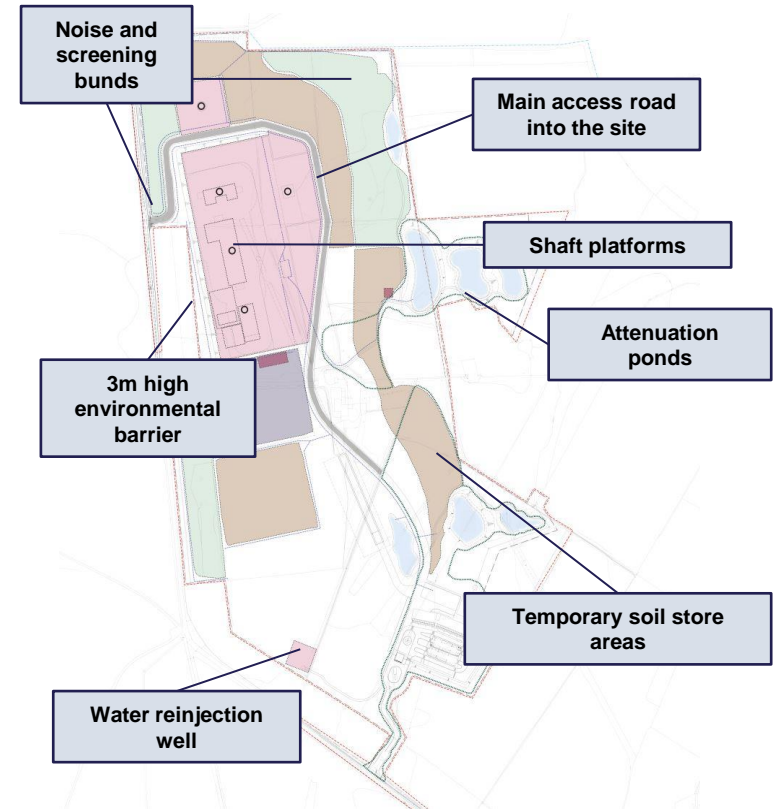 Noise and
screening
bunds
Main access road
into the site
Shaft platforms
Attenuation
ponds
3m high
environmental
barrier
Temporary soil store
areas
Water reinjection
well